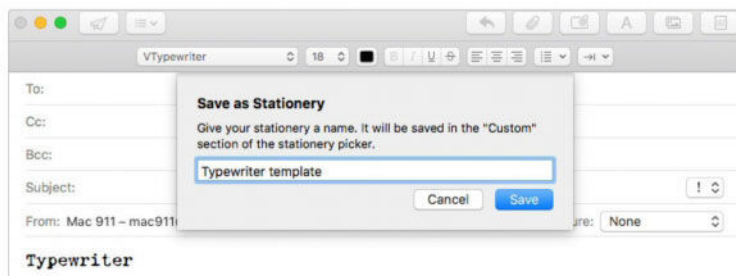 VTypewriter 18 B I U S
To:
Save as Stationery
Cc:
Give your stationery a name. It will be saved in the "Custom"
section of the stationery picker.
Bcc:
Typewriter template
Subject: !
Cancel Save
From: Mac 911 – mac911 ure: None
Typewriter